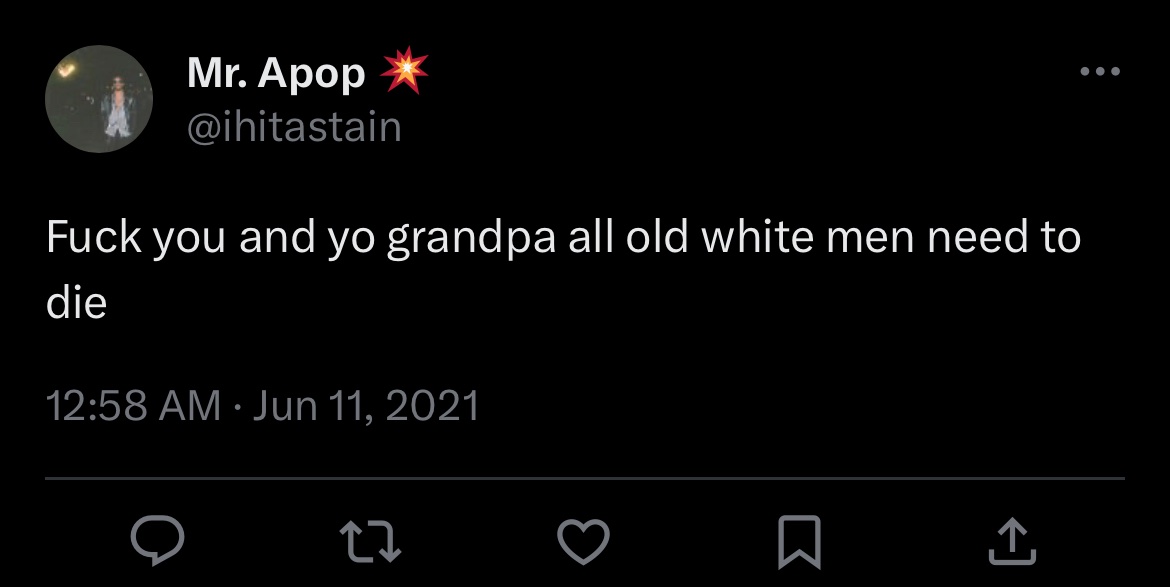 Mr. Apop 💥
@ihitastain
Fuck you and yo grandpa all old white men need to
die
12:58 AM · Jun 11, 2021